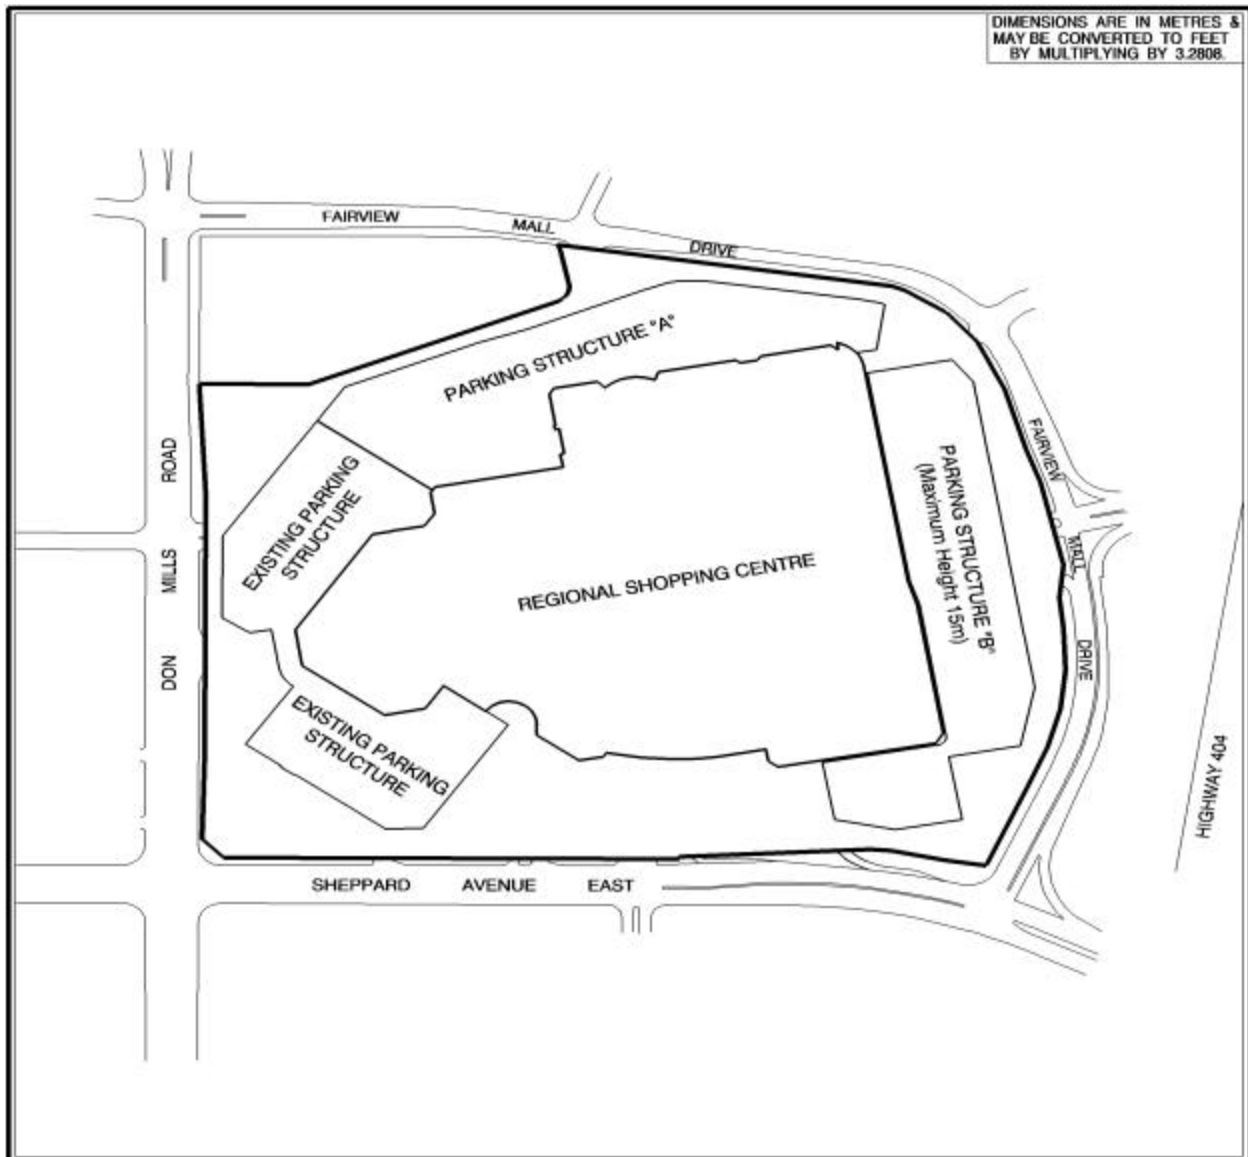 DIMENSIONS ARE IN METRES &
MAY BE CONVERTED TO FEET
BY MULTIPLYING BY 3.2808.
FAIRVIEW MALL DRIVE
PARKING STRUCTURE "A"
DON MILLS ROAD
EXISTING PARKING
STRUCTURE
REGIONAL SHOPPING CENTRE
PARKING STRUCTURE "B"
(Maximum Height 15m)
FAIRVIEW MALL DRIVE
EXISTING PARKING
STRUCTURE
HIGHWAY 404
SHEPPARD AVENUE EAST